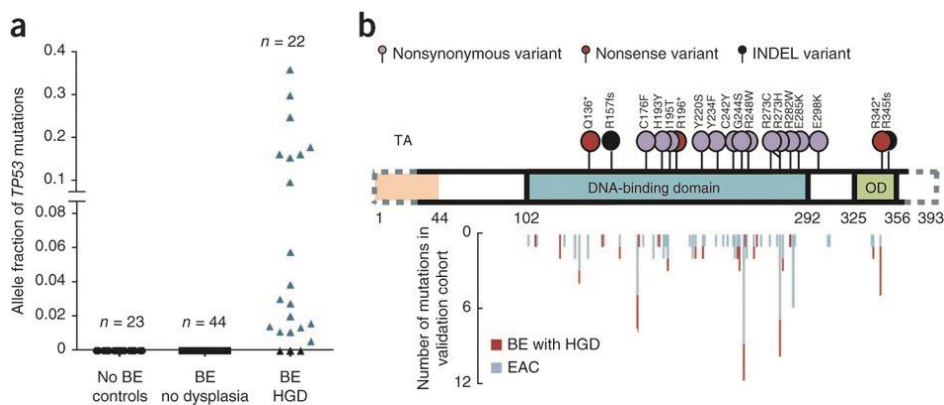 a
Allele fraction of TP53 mutations
0.4
0.3
0.2
0.1
0.08
0.06
0.04
0.02
0
n = 22
n = 23
n = 44
No BE
controls
BE
no dysplasia
BE
HGD
b
Nonsynonymous variant
Nonsense variant
INDEL variant
Q136*
R157fs
C176F
H193Y
I195T
R196*
Y220S
Y234F
C242Y
G244S
R248W
R273C
R273H
R282W
E285K
E298K
R342*
R345fs
TA
DNA-binding domain
OD
1
44
102
292
325
356
393
Number of mutations in
validation cohort
0
6
12
BE with HGD
EAC